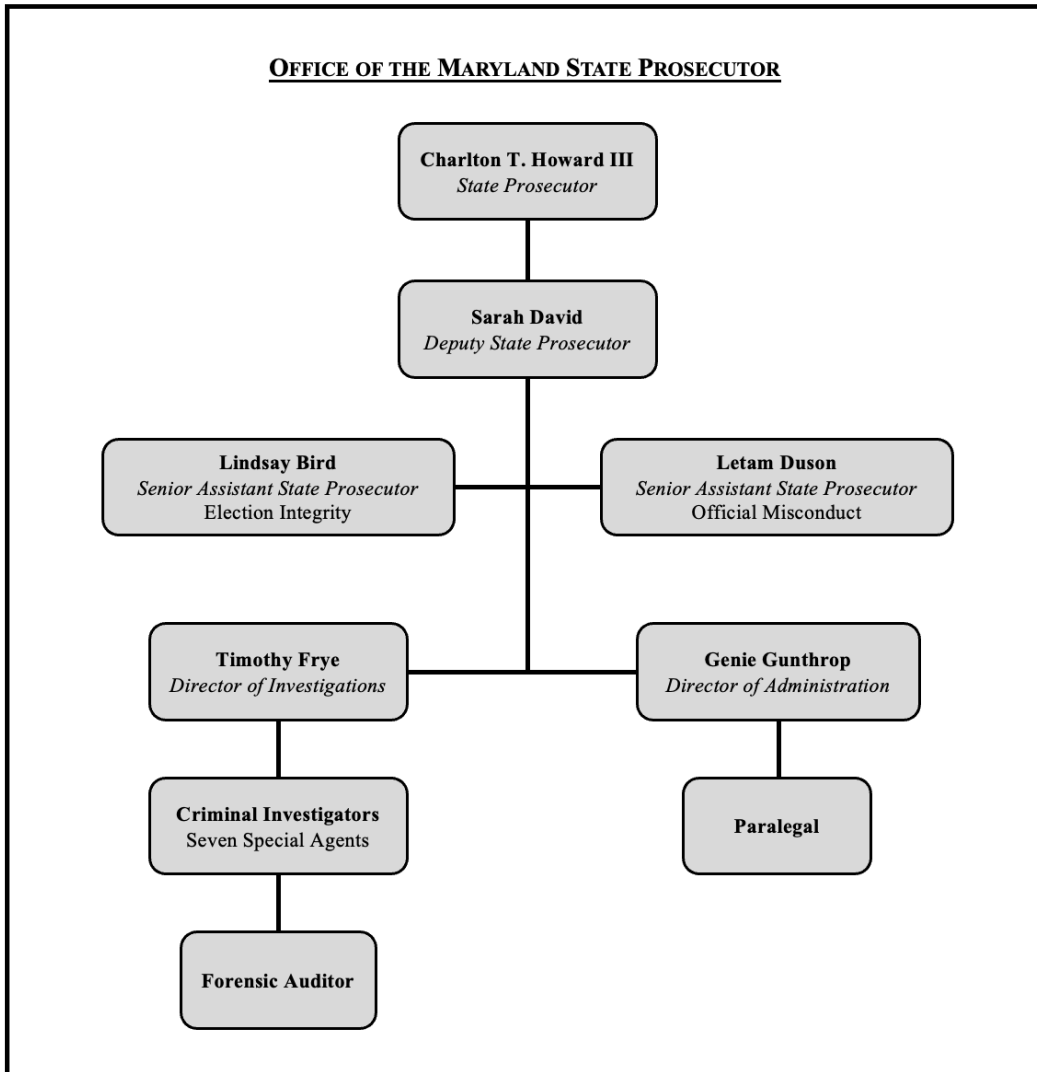 OFFICE OF THE MARYLAND STATE PROSECUTOR
Charlton T. Howard III
State Prosecutor
Sarah David
Deputy State Prosecutor
Lindsay Bird
Senior Assistant State Prosecutor
Election Integrity
Letam Duson
Senior Assistant State Prosecutor
Official Misconduct
Timothy Frye
Director of Investigations
Genie Gunthrop
Director of Administration
Criminal Investigators
Seven Special Agents
Paralegal
Forensic Auditor